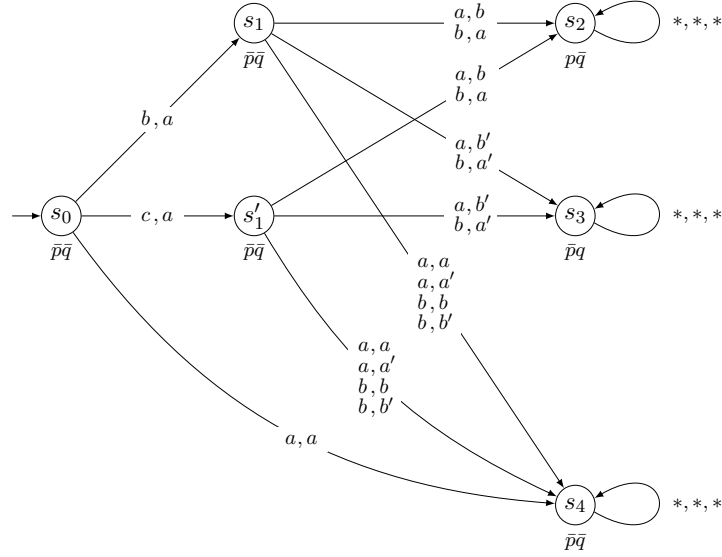 s₁
p̄q̄
a, b
b, a
s₂
pq̄
*, *, *
b, a
a, b
b, a
a, b′
b, a′
s₀
p̄q̄
c, a
s′₁
p̄q̄
a, b′
b, a′
s₃
p̄q
*, *, *
a, a
a, a′
b, b
b, b′
a, a
a, a′
b, b
b, b′
a, a
s₄
p̄q̄
*, *, *